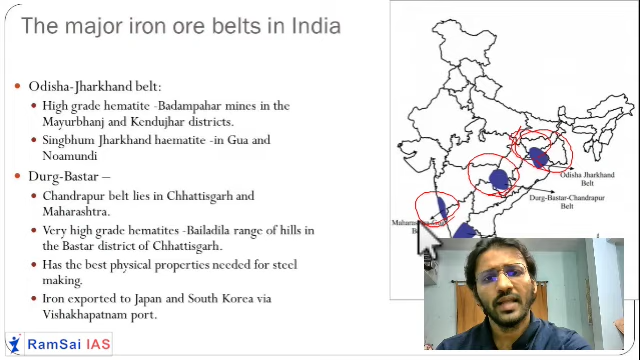 The major iron ore belts in India
Odisha-Jharkhand belt:
High grade hematite -Badampahar mines in the
Mayurbhanj and Kendujhar districts.
Singbhum Jharkhand haematite -in Gua and
Noamundi
Durg-Bastar –
Chandrapur belt lies in Chhattisgarh and
Maharastra.
Very high grade hematites -Bailadila range of hills in
the Bastar district of Chhattisgarh.
Has the best physical properties needed for steel
making.
Iron exported to Japan and South Korea via
Vishakhapatnam port.
Odisha Jharkhand
Belt
Durg-Bastar-Chandrapur
Belt
RamSai IAS